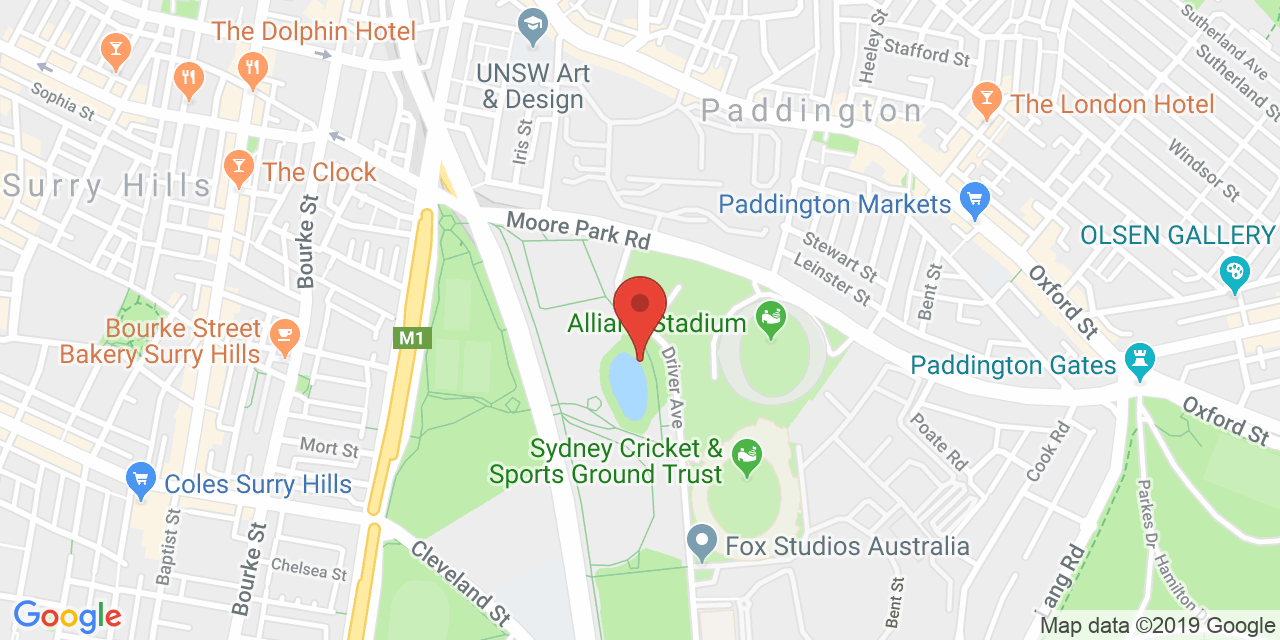 The Dolphin Hotel
UNSW Art
& Design
Heeley St
Stafford St
Sutherland Ave
Sutherland St
Sophia St
Iris St
Paddington
The London Hotel
Windsor St
Surry Hills
The Clock
Bourke St
Moore Park Rd
Paddington Markets
OLSEN GALLERY
Stewart St
Leinster St
Bent St
Oxford St
Bourke Street
Bakery Surry Hills
M1
Stadium
Driver Ave
Paddington Gates
Oxford St
Mort St
Sydney Cricket &
Sports Ground Trust
Poate Rd
Cook Rd
Coles Surry Hills
Baptist St
Bourke St
Chelsea St
Cleveland St
Fox Studios Australia
Bent St
Lang Rd
Parkes Dr
Hamilton
Google
Map data ©2019 Google